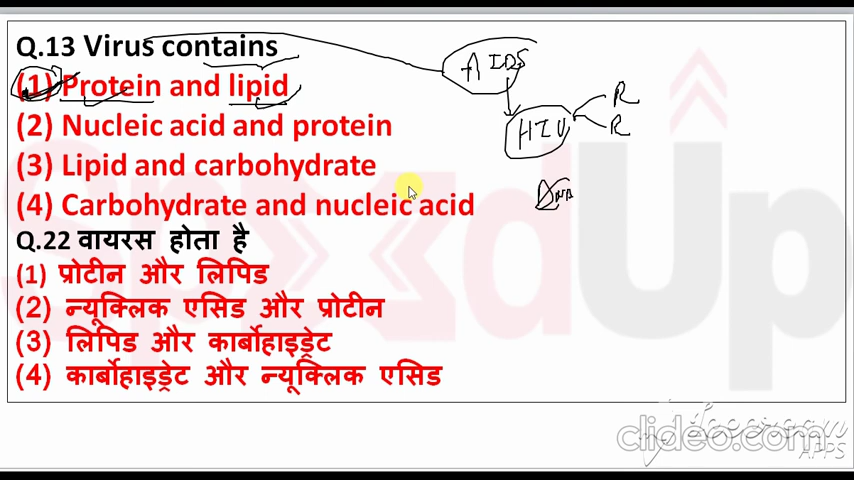 Q.13 Virus contains
(1) Protein and lipid
(2) Nucleic acid and protein
(3) Lipid and carbohydrate
(4) Carbohydrate and nucleic acid
Q.22 वायरस होता है
(1) प्रोटीन और लिपिड
(2) न्यूक्लिक एसिड और प्रोटीन
(3) लिपिड और कार्बोहाइड्रेट
(4) कार्बोहाइड्रेट और न्यूक्लिक एसिड
AIDS
HIV
R
R
SpeedUp
clideo.com
APPS